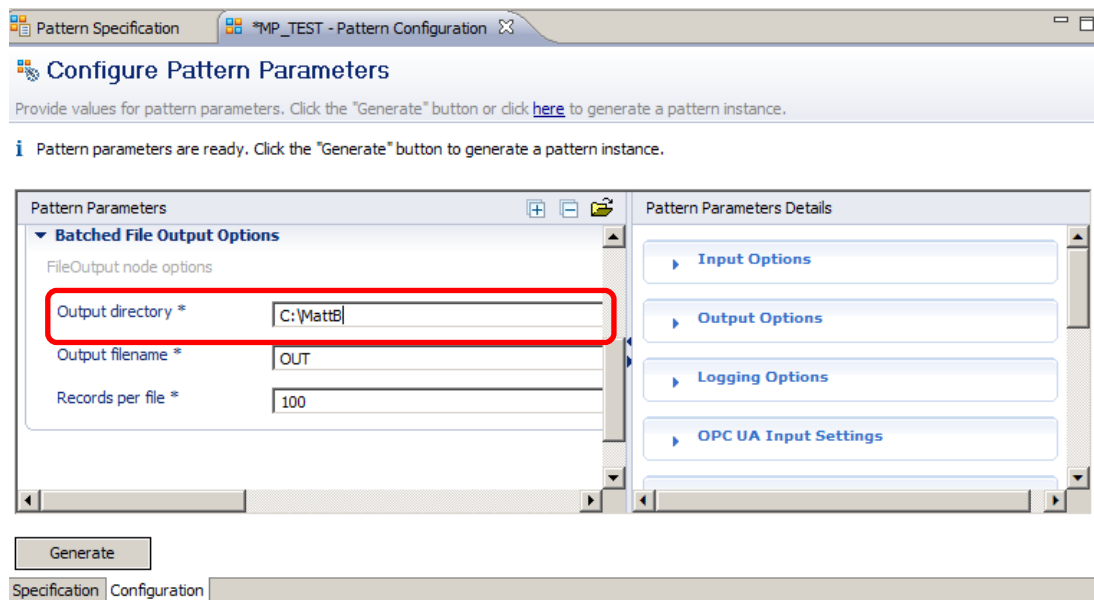 Pattern Specification
*MP_TEST - Pattern Configuration
Configure Pattern Parameters
Provide values for pattern parameters. Click the "Generate" button or click here to generate a pattern instance.
i Pattern parameters are ready. Click the "Generate" button to generate a pattern instance.
Pattern Parameters
Batched File Output Options
FileOutput node options
Output directory * C:\MattB
Output filename * OUT
Records per file * 100
Pattern Parameters Details
Input Options
Output Options
Logging Options
OPC UA Input Settings
Generate
Specification Configuration